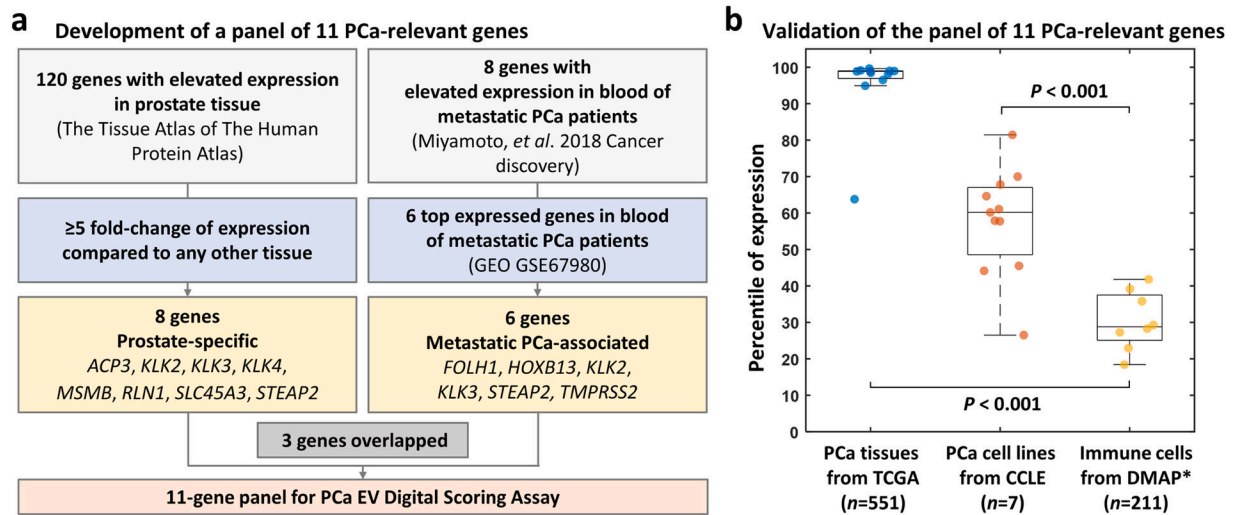 a
Development of a panel of 11 PCa-relevant genes
120 genes with elevated expression
in prostate tissue
(The Tissue Atlas of The Human
Protein Atlas)
8 genes with
elevated expression in blood of
metastatic PCa patients
(Miyamoto, et al. 2018 Cancer
discovery)
≥5 fold-change of expression
compared to any other tissue
6 top expressed genes in blood
of metastatic PCa patients
(GEO GSE67980)
8 genes
Prostate-specific
ACP3, KLK2, KLK3, KLK4,
MSMB, RLN1, SLC45A3, STEAP2
6 genes
Metastatic PCa-associated
FOLH1, HOXB13, KLK2,
KLK3, STEAP2, TMPRSS2
3 genes overlapped
11-gene panel for PCa EV Digital Scoring Assay
b
Validation of the panel of 11 PCa-relevant genes
Percentile of expression
100
90
80
70
60
50
40
30
20
10
0
P < 0.001
P < 0.001
PCa tissues
from TCGA
(n=551)
PCa cell lines
from CCLE
(n=7)
Immune cells
from DMAP*
(n=211)